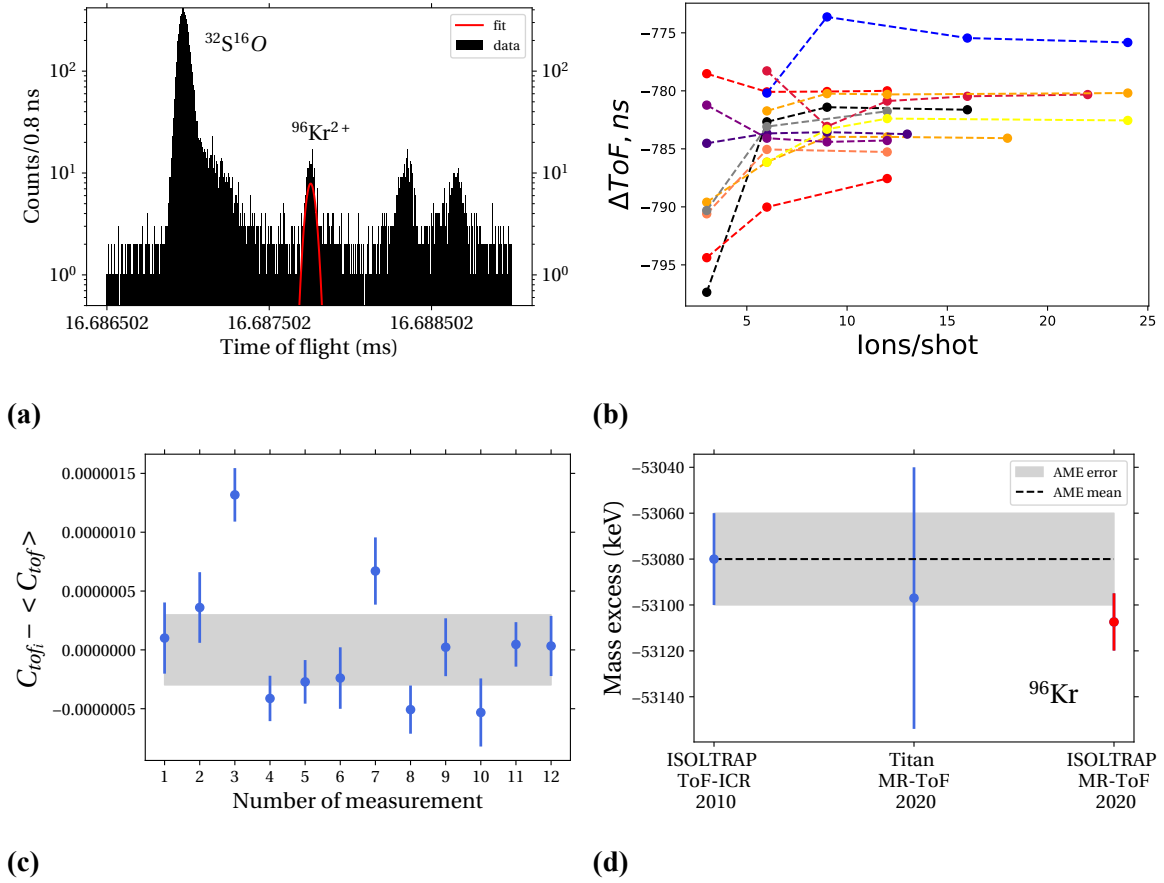 10²
10¹
10⁰
Counts/0.8 ns
³²S¹⁶O
⁹⁶Kr²⁺
fit
data
10²
10¹
10⁰
16.686502 16.687502 16.688502
Time of flight (ms)
(a)
−775
−780
−785
−790
−795
ΔToF, ns
5 10 15 20 25
Ions/shot
(b)
0.0000015
0.0000010
0.0000005
0.0000000
−0.0000005
C_{tof_i} − < C_{tof} >
1 2 3 4 5 6 7 8 9 10 11 12
Number of measurement
(c)
−53040
−53060
−53080
−53100
−53120
−53140
Mass excess (keV)
AME error
AME mean
⁹⁶Kr
ISOLTRAP
ToF-ICR
2010
Titan
MR-ToF
2020
ISOLTRAP
MR-ToF
2020
(d)